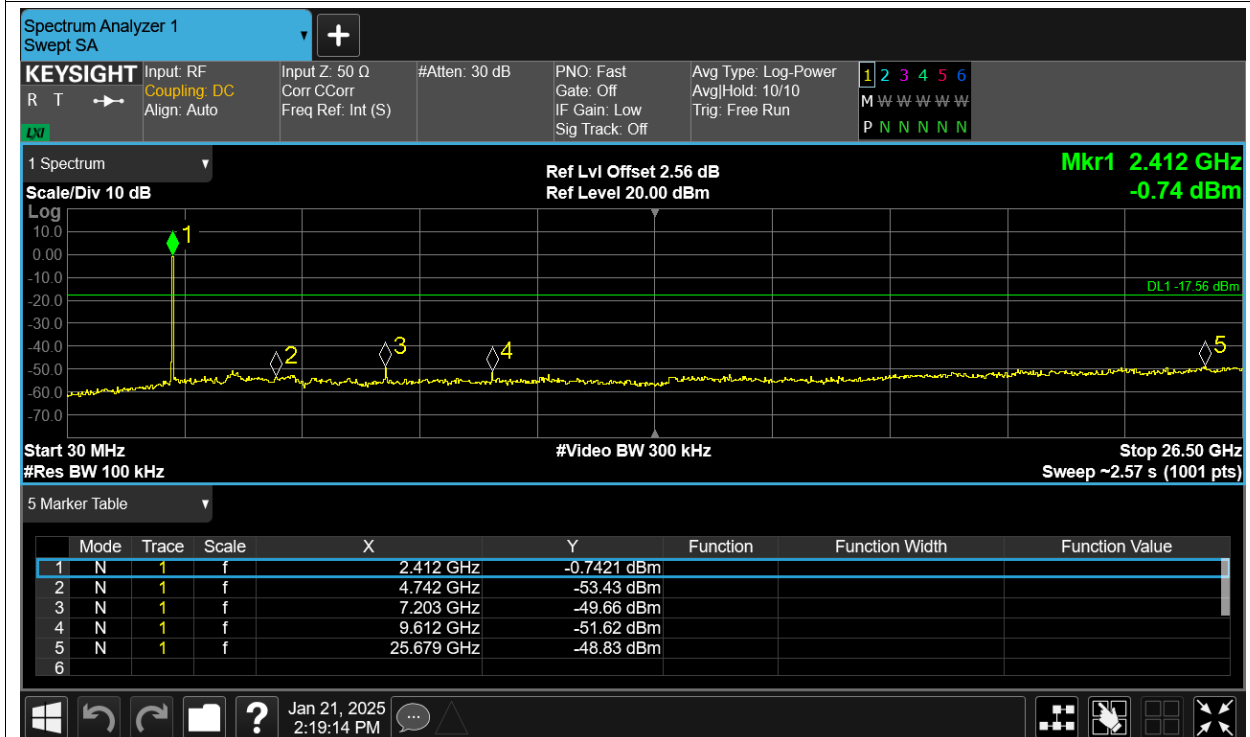 Spectrum Analyzer 1
Swept SA
+
KEYSIGHT Input: RF Input Z: 50 Ω #Atten: 30 dB PNO: Fast Avg Type: Log-Power 1 2 3 4 5 6
R T Coupling: DC Corr CCorr Gate: Off Avg|Hold: 10/10 M W W W W W
Align: Auto Freq Ref: Int (S) IF Gain: Low Trig: Free Run
LXI Sig Track: Off P N N N N N
1 Spectrum Ref Lvl Offset 2.56 dB Mkr1 2.412 GHz
Scale/Div 10 dB Ref Level 20.00 dBm -0.74 dBm
Log
10.0
1
0.00
-10.0
DL1 -17.56 dBm
-20.0
-30.0
-40.0
2 3 4 5
-50.0
-60.0
-70.0
Start 30 MHz #Video BW 300 kHz Stop 26.50 GHz
#Res BW 100 kHz Sweep ~2.57 s (1001 pts)
5 Marker Table
Mode Trace Scale X Y Function Function Width Function Value
1 N 1 f 2.412 GHz -0.7421 dBm
2 N 1 f 4.742 GHz -53.43 dBm
3 N 1 f 7.203 GHz -49.66 dBm
4 N 1 f 9.612 GHz -51.62 dBm
5 N 1 f 25.679 GHz -48.83 dBm
6
? Jan 21, 2025
2:19:14 PM